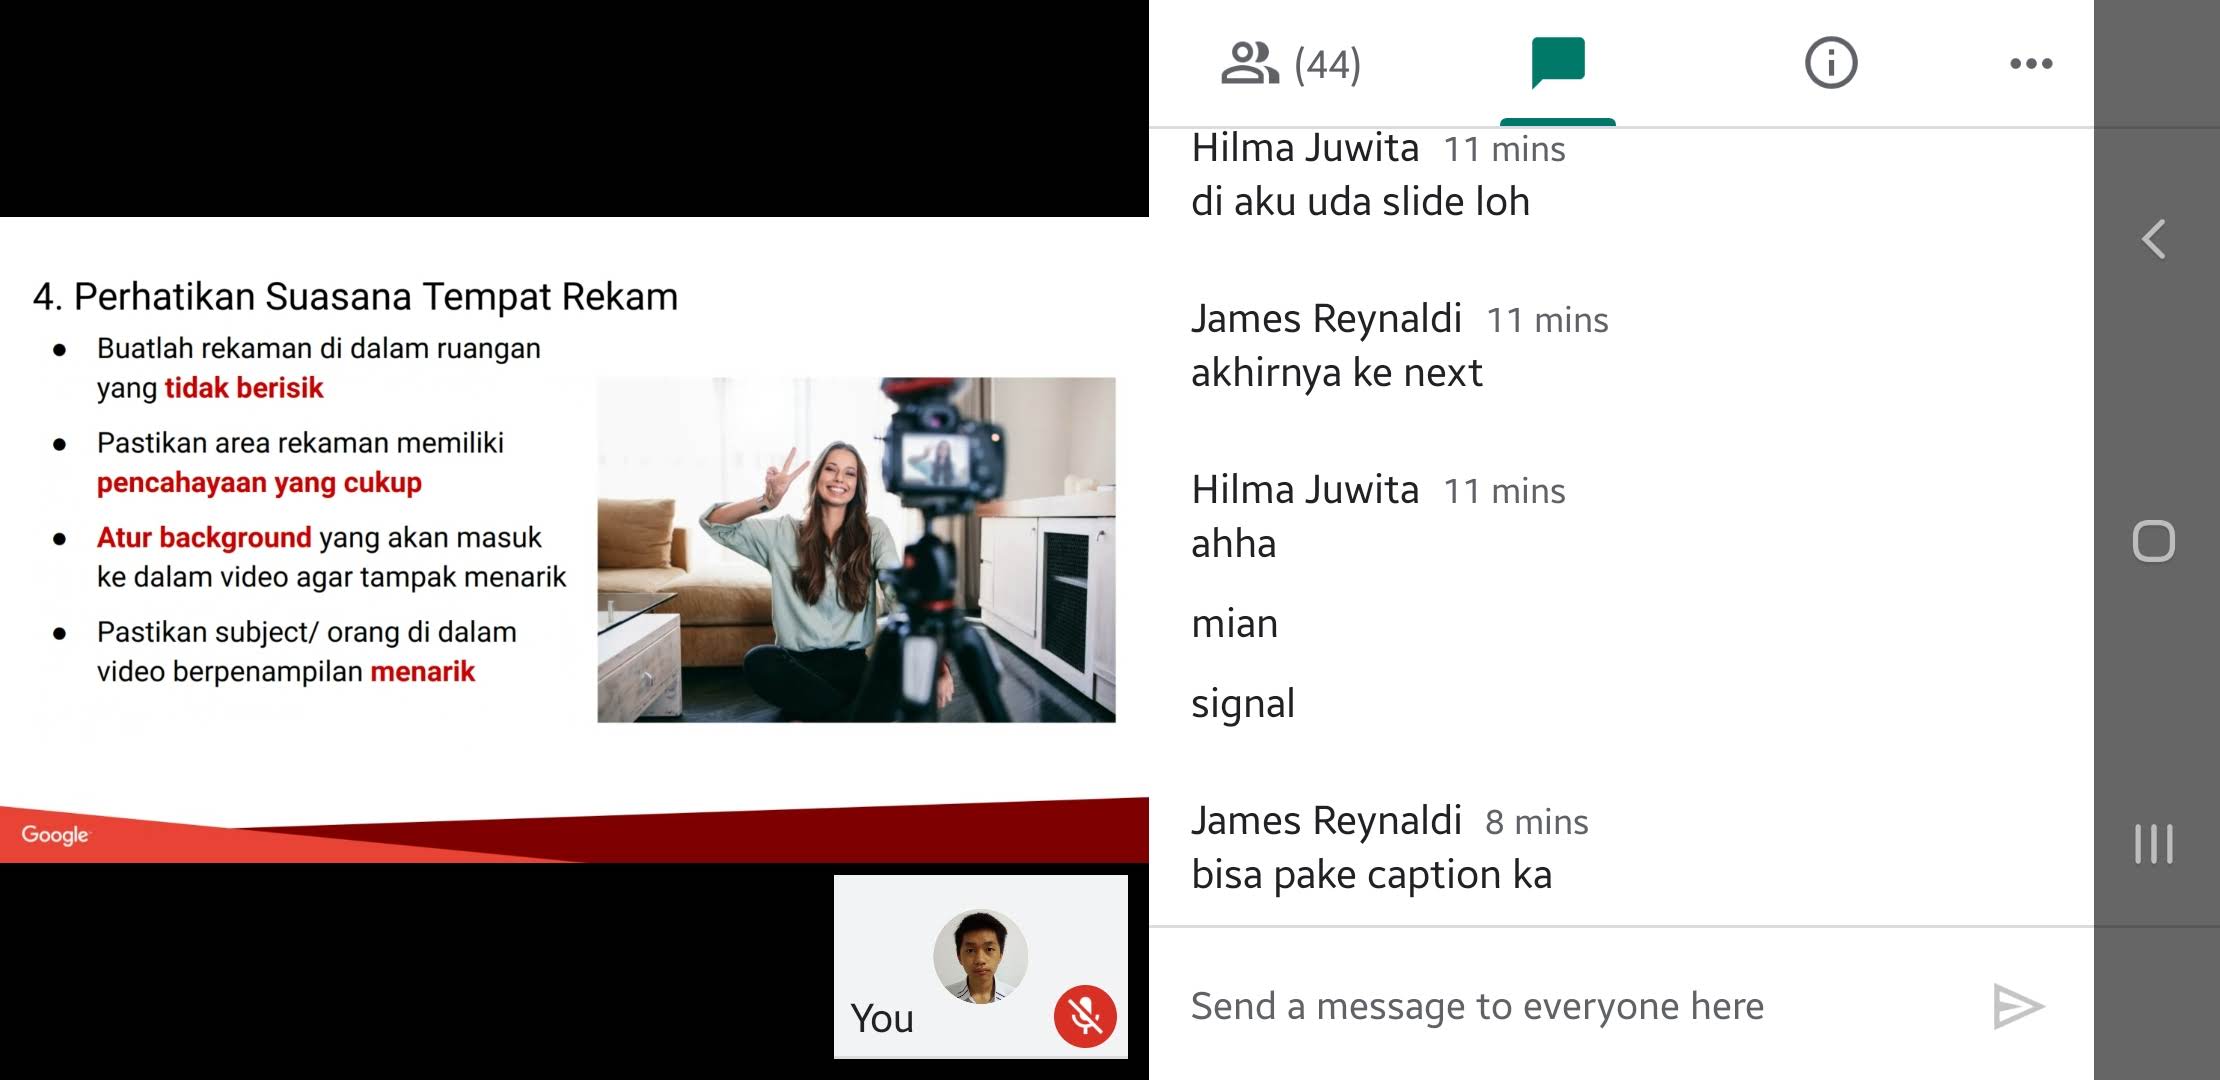 4. Perhatikan Suasana Tempat Rekam
● Buatlah rekaman di dalam ruangan
yang tidak berisik
● Pastikan area rekaman memiliki
pencahayaan yang cukup
● Atur background yang akan masuk
ke dalam video agar tampak menarik
● Pastikan subject/ orang di dalam
video berpenampilan menarik
Google
You
(44)
Hilma Juwita 11 mins
di aku uda slide loh
James Reynaldi 11 mins
akhirnya ke next
Hilma Juwita 11 mins
ahha
mian
signal
James Reynaldi 8 mins
bisa pake caption ka
Send a message to everyone here